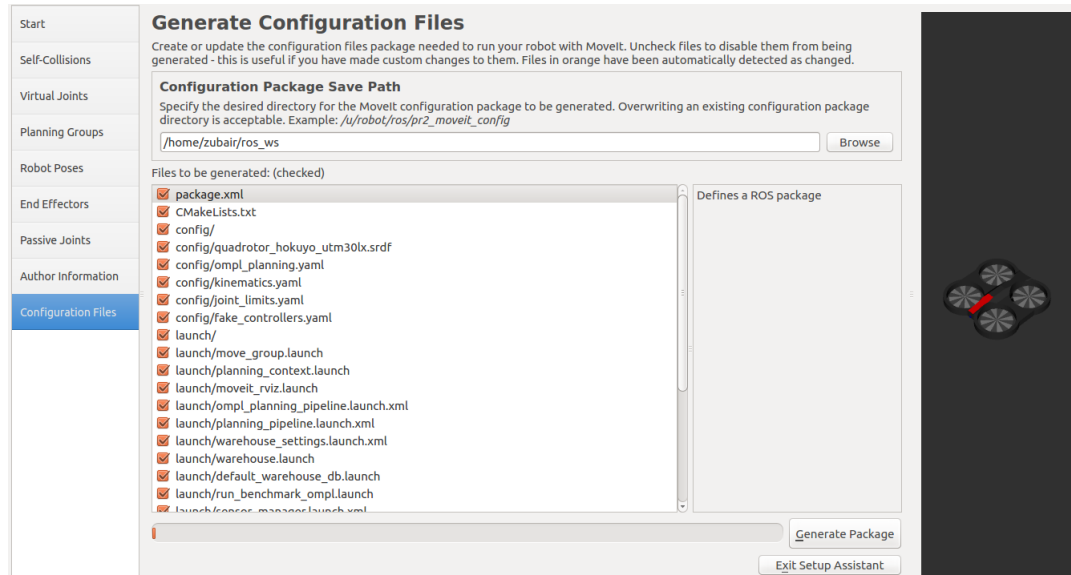 Start
Self-Collisions
Virtual Joints
Planning Groups
Robot Poses
End Effectors
Passive Joints
Author Information
Configuration Files
Generate Configuration Files
Create or update the configuration files package needed to run your robot with MoveIt. Uncheck files to disable them from being
generated - this is useful if you have made custom changes to them. Files in orange have been automatically detected as changed.
Configuration Package Save Path
Specify the desired directory for the MoveIt configuration package to be generated. Overwriting an existing configuration package
directory is acceptable. Example: /u/robot/ros/pr2_moveit_config
/home/zubair/ros_ws
Browse
Files to be generated: (checked)
package.xml
CMakeLists.txt
config/
config/quadrotor_hokuyo_utm30lx.srdf
config/ompl_planning.yaml
config/kinematics.yaml
config/joint_limits.yaml
config/fake_controllers.yaml
launch/
launch/move_group.launch
launch/planning_context.launch
launch/moveit_rviz.launch
launch/ompl_planning_pipeline.launch.xml
launch/planning_pipeline.launch.xml
launch/warehouse_settings.launch.xml
launch/warehouse.launch
launch/default_warehouse_db.launch
launch/run_benchmark_ompl.launch
launch/sensor_manager.launch.xml
Defines a ROS package
Generate Package
Exit Setup Assistant